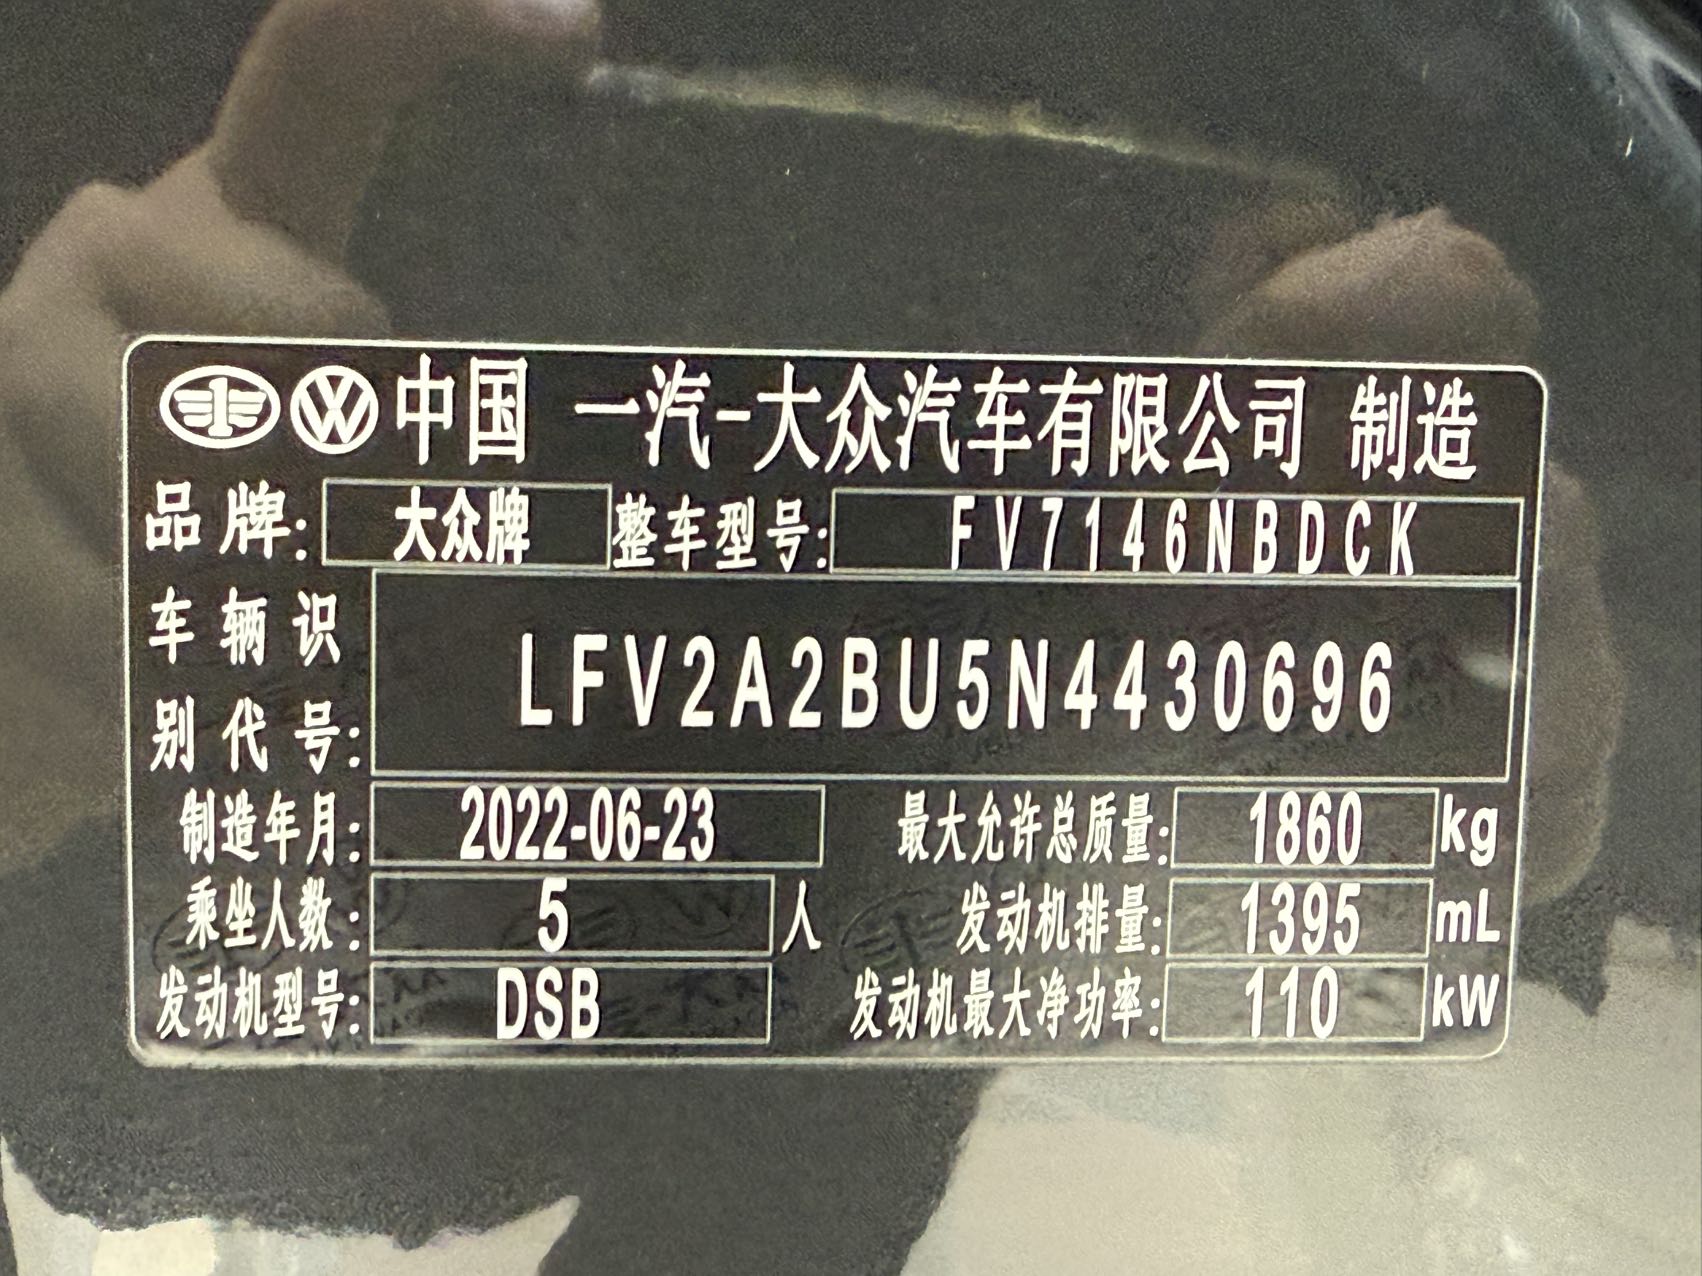 中国 一汽-大众汽车有限公司 制造
品牌: 大众牌 整车型号: FV7146NBDCK
车辆识别代号: LFV2A2BU5N4430696
制造年月: 2022-06-23 最大允许总质量: 1860 kg
乘坐人数: 5 人 发动机排量: 1395 mL
发动机型号: DSB 发动机最大净功率: 110 kW